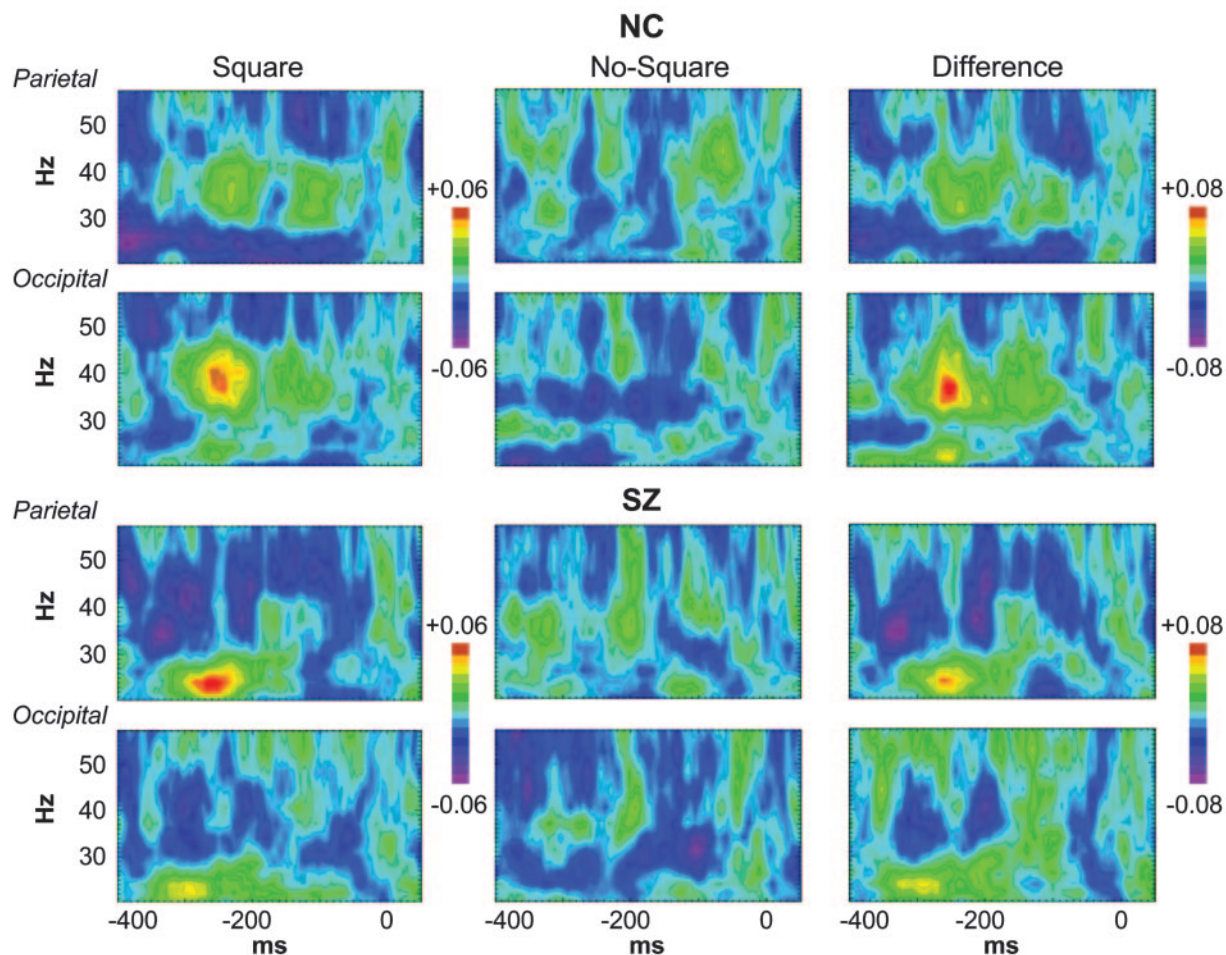 NC
Square No-Square Difference
Parietal
50
40
30
Hz
+0.06
-0.06
+0.08
-0.08
Occipital
50
40
30
Hz
SZ
Parietal
50
40
30
Hz
+0.06
-0.06
+0.08
-0.08
Occipital
50
40
30
Hz
-400 -200 0 -400 -200 0 -400 -200 0
ms ms ms